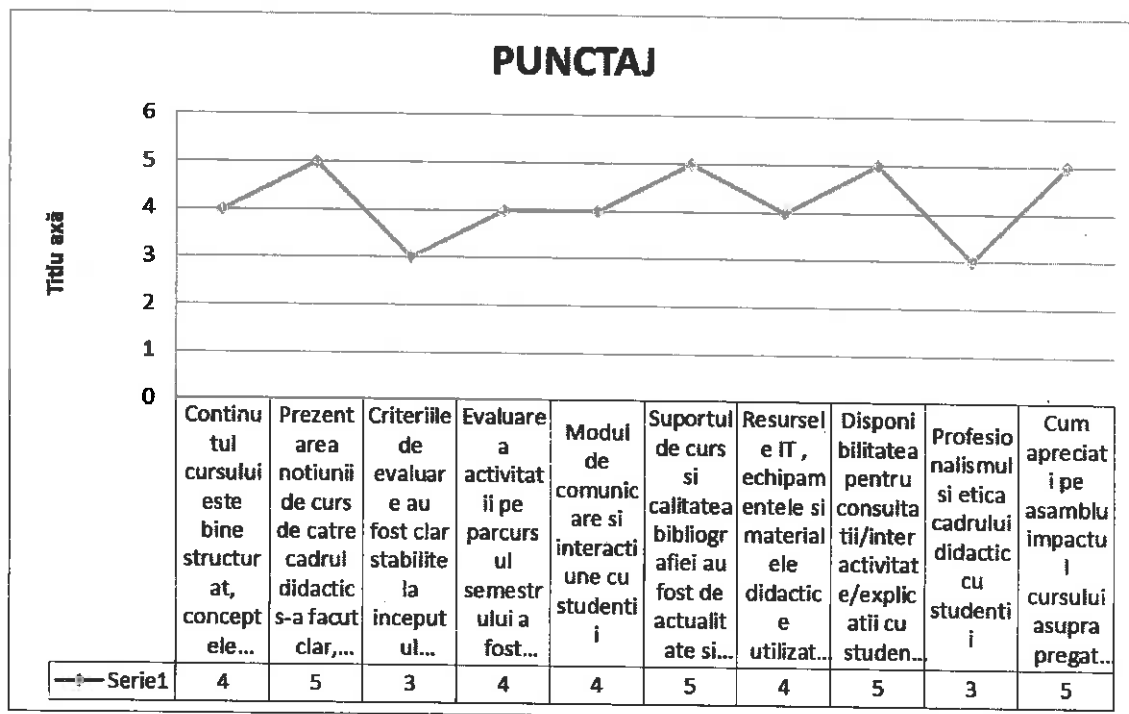 PUNCTAJ
Titlu axă
6
5
4
3
2
1
0
Continu
tul
cursului
este
bine
structur
at,
concept
ele...
Prezent
area
notiunii
de curs
de catre
cadrul
didactic
s-a facut
clar,...
Criteriile
de
evaluar
e au
fost clar
stabilite
la
incepu
tul...
Evaluare
a
activitat
ii pe
parcurs
ul
semestr
ului a
fost...
Modul
de
comunic
are si
interacti
une cu
studenti
i
Suportul
de curs
si
calitatea
bibliogr
afiei au
fost de
actualit
ate si...
Resursel
e IT ,
echipam
entele si
material
ele
didactic
e
utilizat...
Disponi
bilitatea
pentru
consulta
tii/inter
activitat
e/explic
atii cu
studen...
Profesio
nalismul
si etica
cadrului
didactic
cu
studenti
i
Cum
apreciat
i pe
asamblu
impactu
l
cursului
asupra
pregat...
Serie1 4 5 3 4 4 5 4 5 3 5